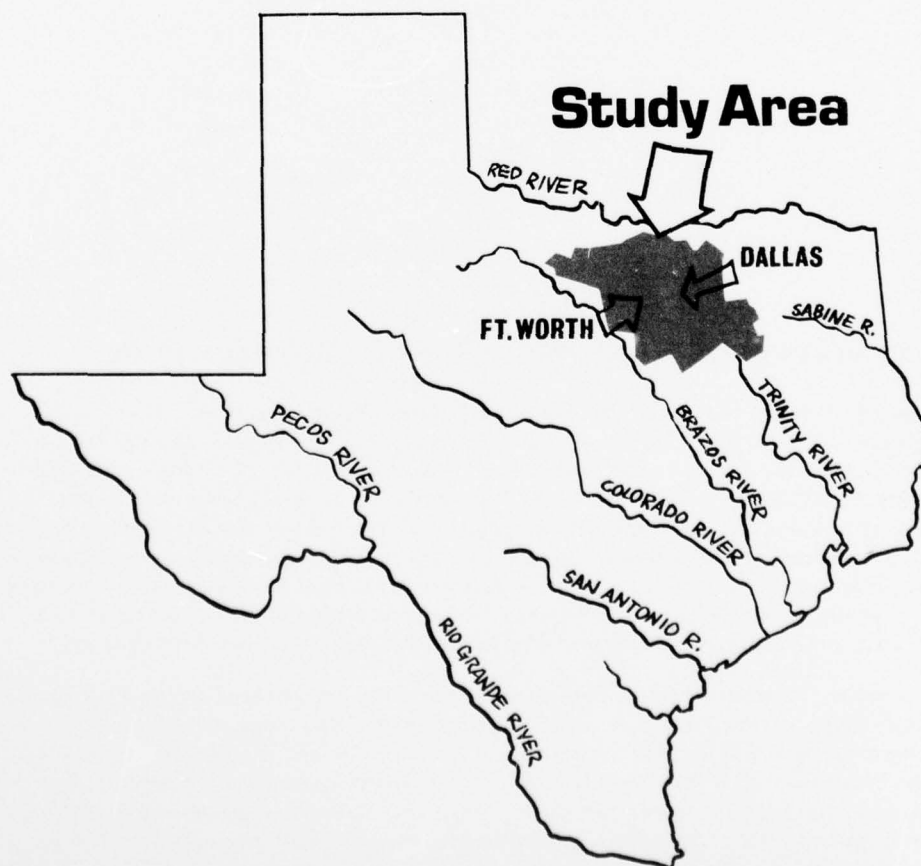 Study Area
RED RIVER
DALLAS
SABINE R.
FT. WORTH
PECOS RIVER
BRAZOS RIVER
TRINITY RIVER
COLORADO RIVER
SAN ANTONIO R.
RIO GRANDE RIVER